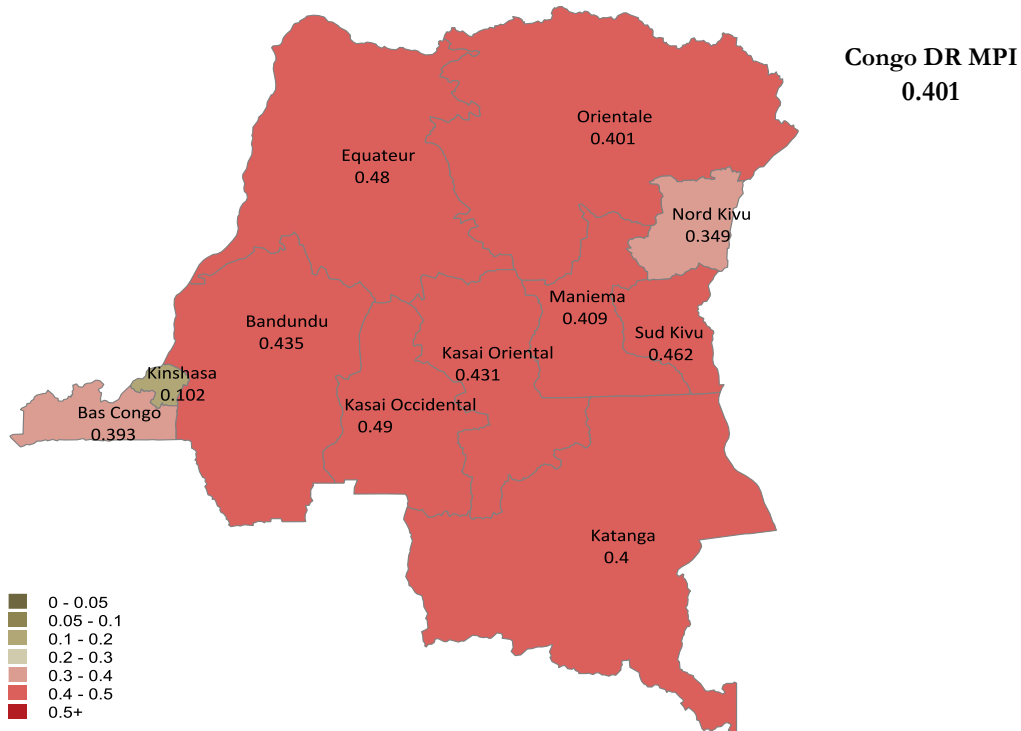 Congo DR MPI
0.401
Orientale
0.401
Equateur
0.48
Nord Kivu
0.349
Maniema
0.409
Bandundu
0.435
Sud Kivu
0.462
Kasai Oriental
0.431
Kinshasa
0.102
Bas Congo
0.393
Kasai Occidental
0.49
Katanga
0.4
0 - 0.05
0.05 - 0.1
0.1 - 0.2
0.2 - 0.3
0.3 - 0.4
0.4 - 0.5
0.5+